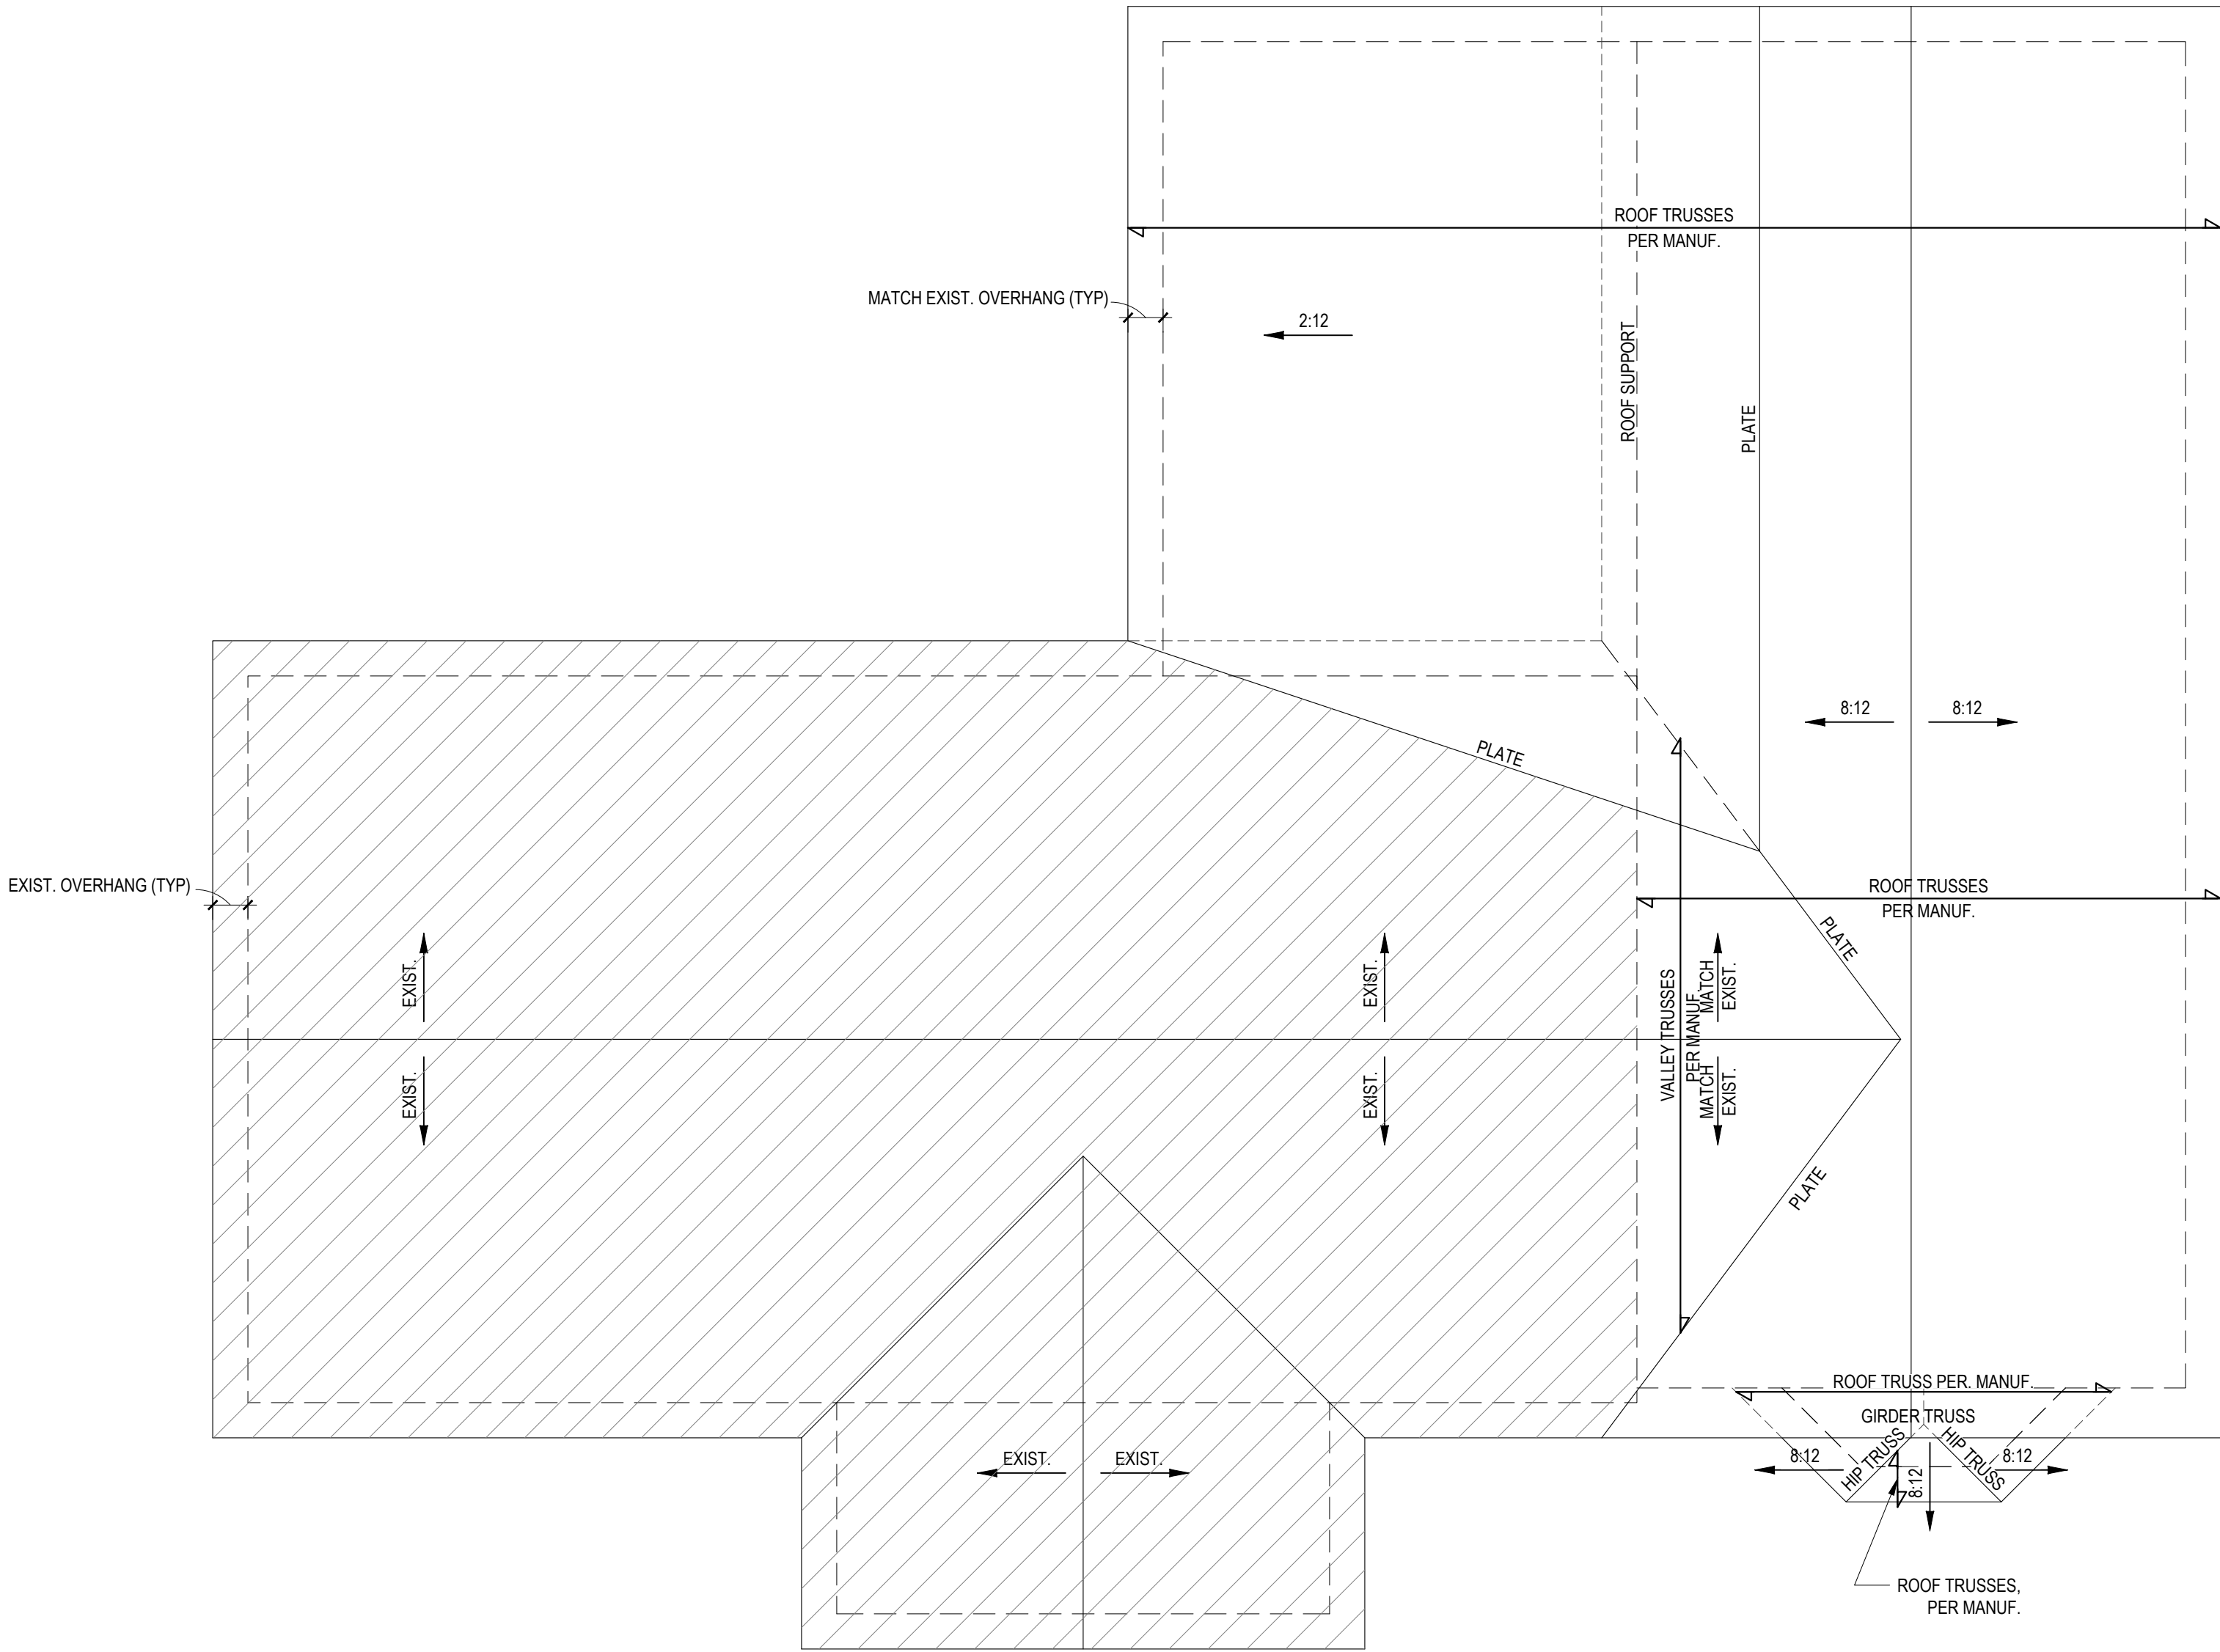 ROOF TRUSSES
PER MANUF.
MATCH EXIST. OVERHANG (TYP)
2:12
ROOF SUPPORT
PLATE
8:12
8:12
PLATE
EXIST. OVERHANG (TYP)
ROOF TRUSSES
PER MANUF.
PLATE
EXIST.
EXIST.
VALLEY TRUSSES
PER MANUF.
MATCH
EXIST.
EXIST.
EXIST.
MATCH
EXIST.
PLATE
ROOF TRUSS PER. MANUF.
GIRDER TRUSS
HIP TRUSS
HIP TRUSS
EXIST.
EXIST.
8:12
8:12
8:12
ROOF TRUSSES,
PER MANUF.